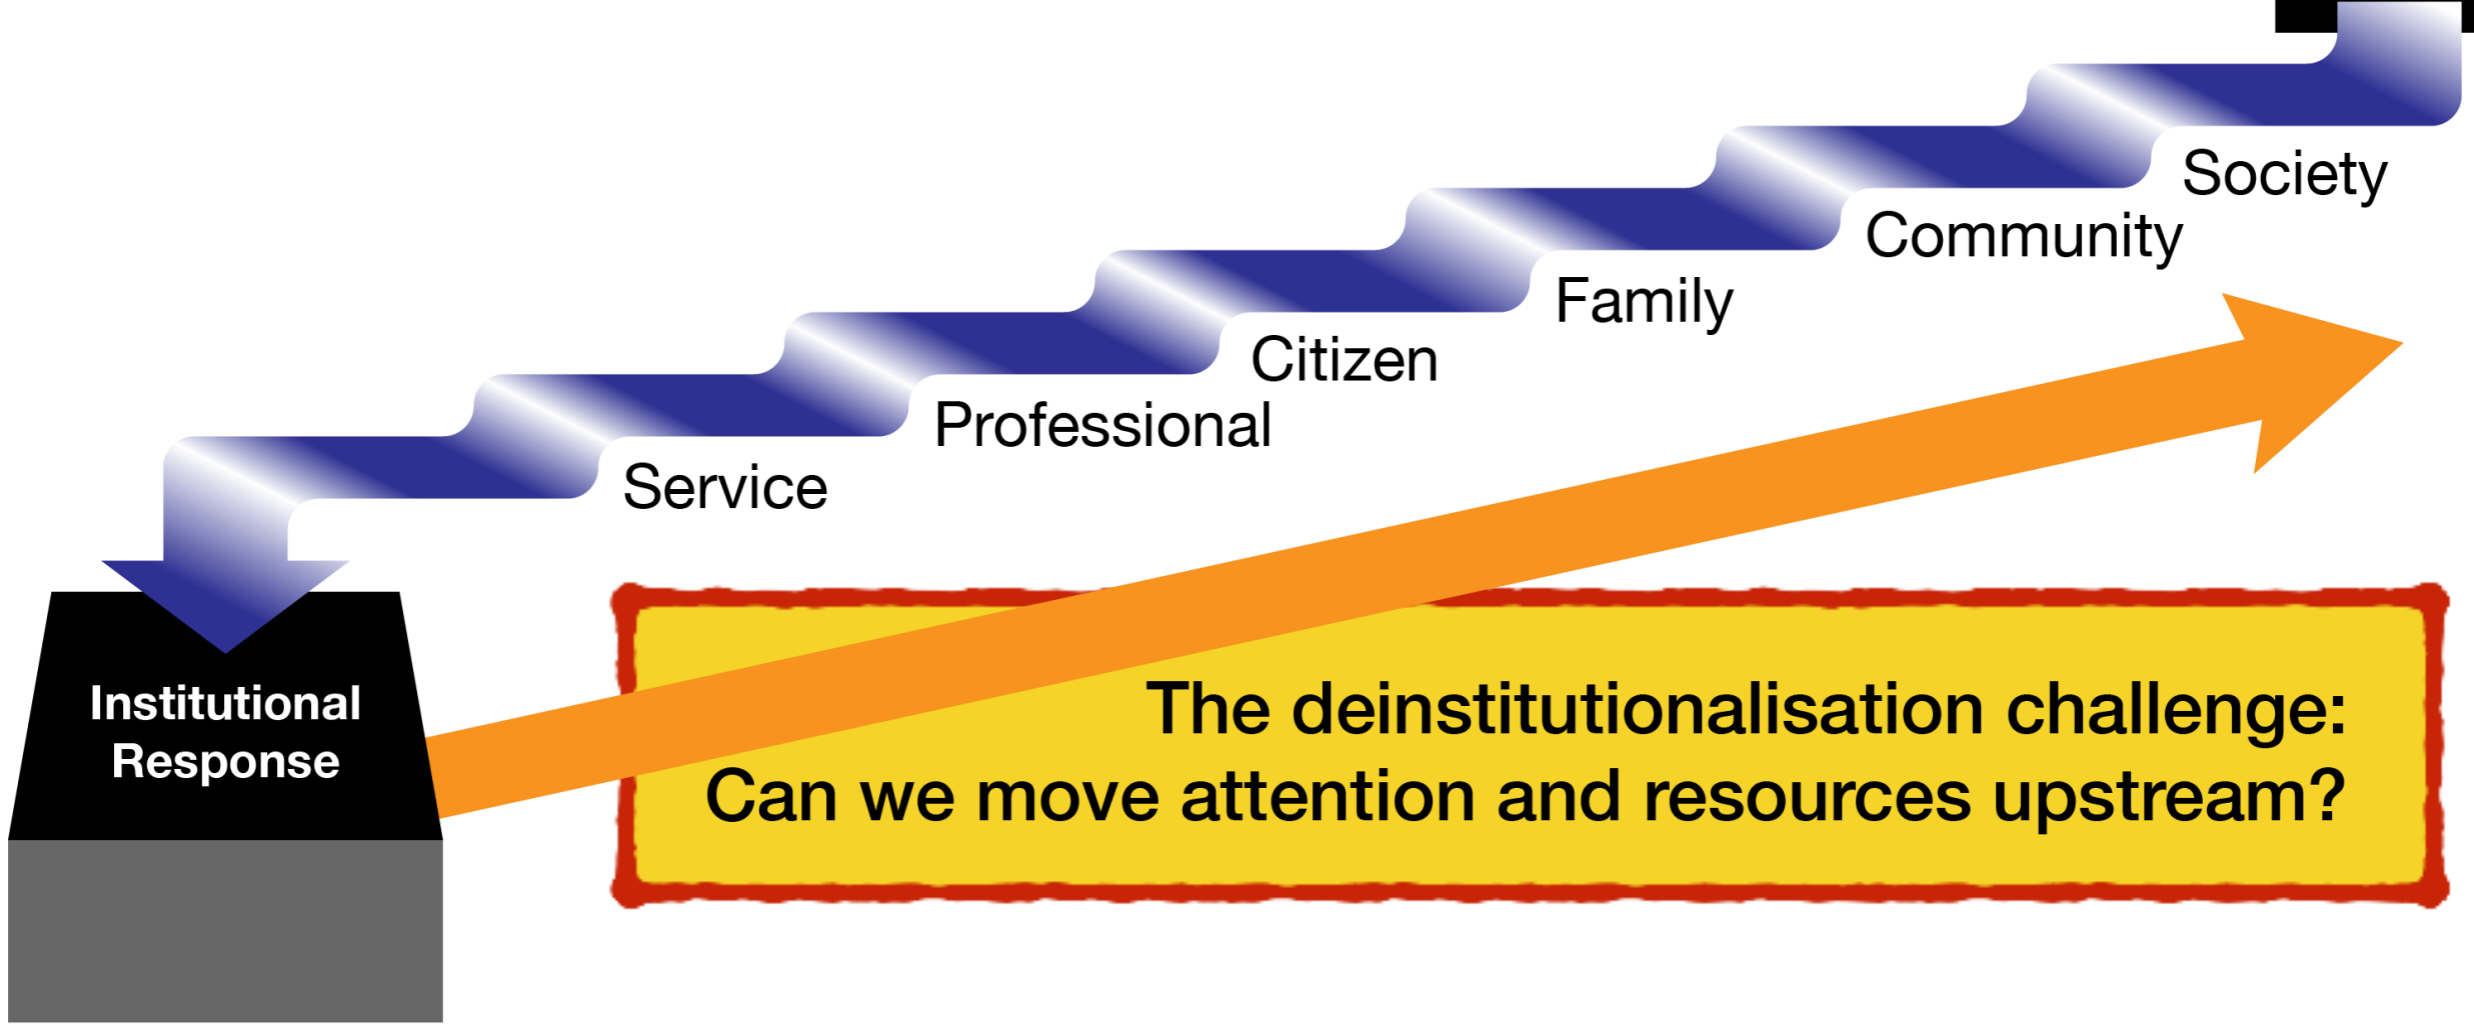 Society
Community
Family
Citizen
Professional
Service
Institutional
Response
The deinstitutionalisation challenge:
Can we move attention and resources upstream?